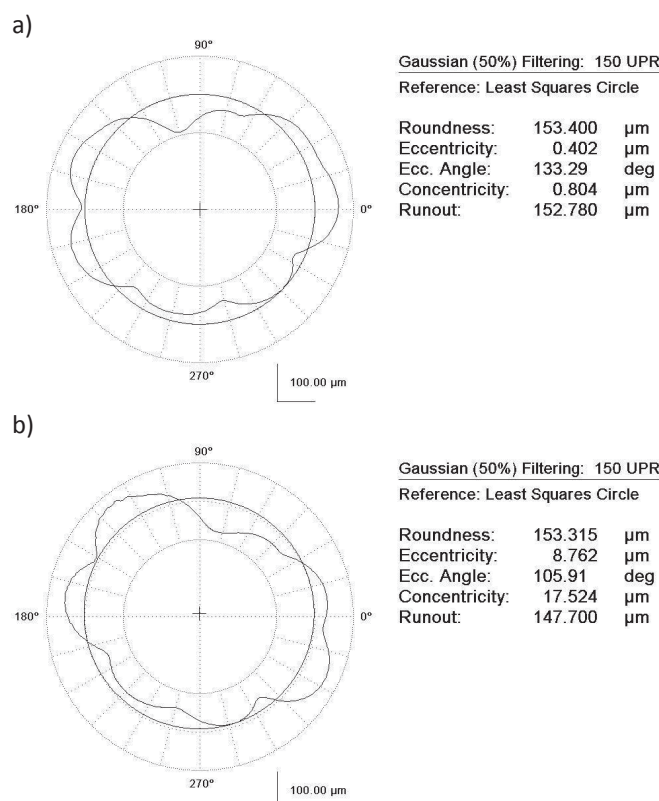 a)
90°
180°
0°
270°
100.00 µm
Gaussian (50%) Filtering: 150 UPR
Reference: Least Squares Circle
Roundness: 153.400 µm
Eccentricity: 0.402 µm
Ecc. Angle: 133.29 deg
Concentricity: 0.804 µm
Runout: 152.780 µm
b)
90°
180°
0°
270°
100.00 µm
Gaussian (50%) Filtering: 150 UPR
Reference: Least Squares Circle
Roundness: 153.315 µm
Eccentricity: 8.762 µm
Ecc. Angle: 105.91 deg
Concentricity: 17.524 µm
Runout: 147.700 µm